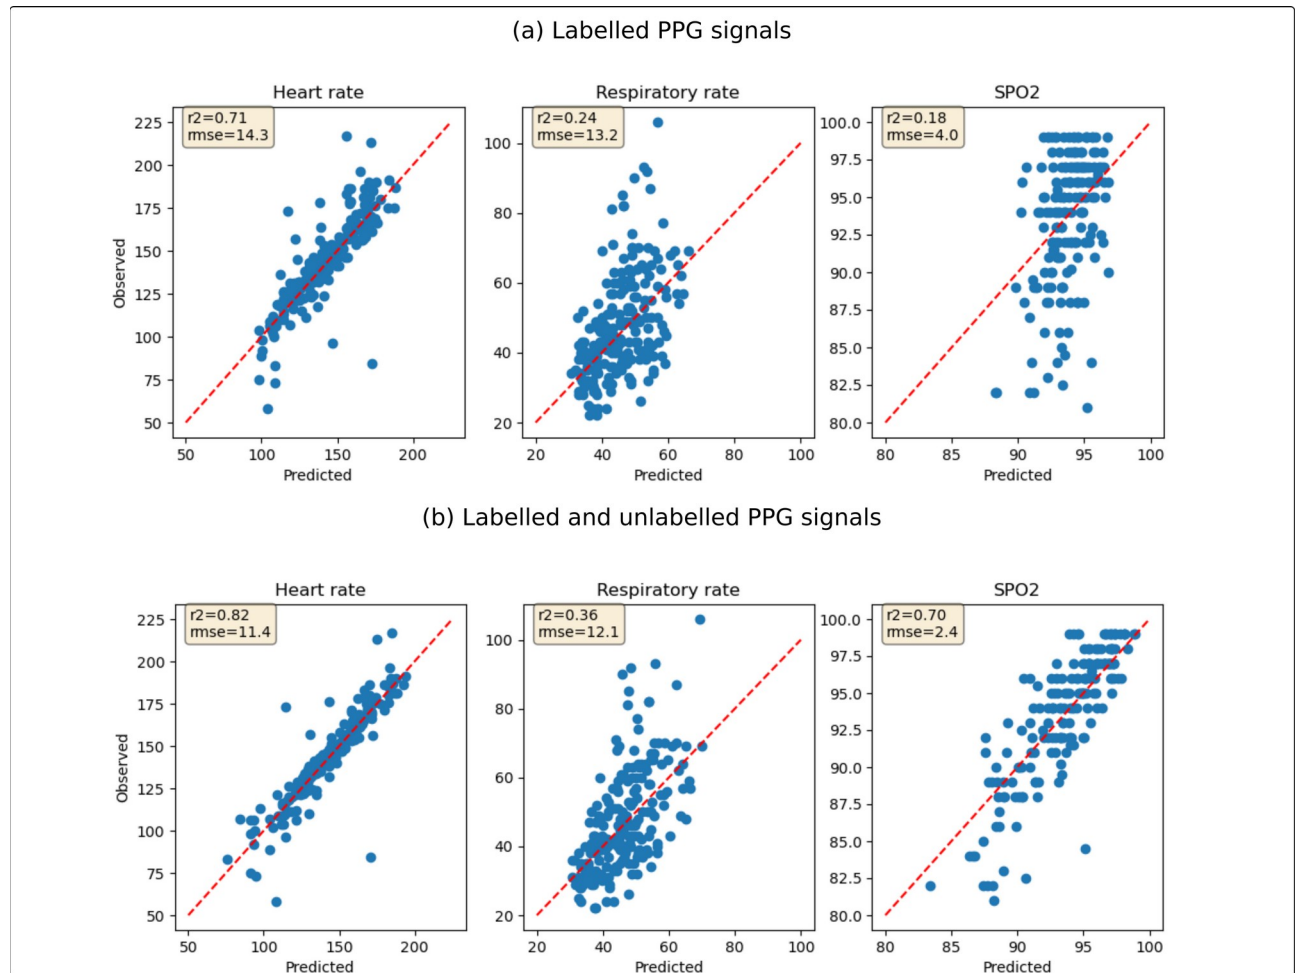 (a) Labelled PPG signals
Heart rate
Respiratory rate
SPO2
r2=0.71
rmse=14.3
r2=0.24
rmse=13.2
r2=0.18
rmse=4.0
Observed
225
200
175
150
125
100
75
50
50
100
150
200
Predicted
100
80
60
40
20
20
40
60
80
100
Predicted
100.0
97.5
95.0
92.5
90.0
87.5
85.0
82.5
80.0
80
85
90
95
100
Predicted
(b) Labelled and unlabelled PPG signals
Heart rate
Respiratory rate
SPO2
r2=0.82
rmse=11.4
r2=0.36
rmse=12.1
r2=0.70
rmse=2.4
Observed
225
200
175
150
125
100
75
50
50
100
150
200
Predicted
100
80
60
40
20
20
40
60
80
100
Predicted
100.0
97.5
95.0
92.5
90.0
87.5
85.0
82.5
80.0
80
85
90
95
100
Predicted